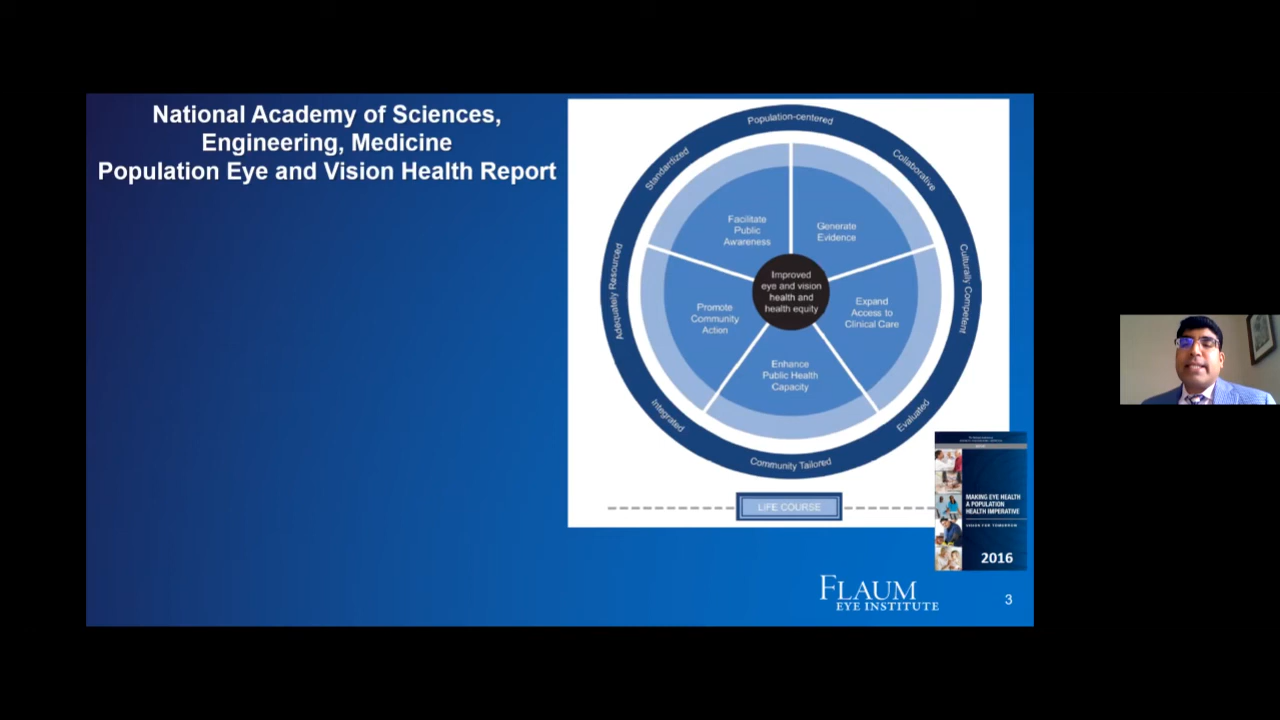 National Academy of Sciences,
Engineering, Medicine
Population Eye and Vision Health Report
Population-centered
Collaborative
Culturally Competent
Evaluated
Community Tailored
Integrated
Adequately Resourced
Standardized
Facilitate
Public
Awareness
Generate
Evidence
Expand
Access to
Clinical Care
Enhance
Public Health
Capacity
Promote
Community
Action
Improved
eye and vision
health and
health equity
LIFE COURSE
MAKING EYE HEALTH
A POPULATION
HEALTH IMPERATIVE
VISION FOR TOMORROW
2016
FLAUM
EYE INSTITUTE
3